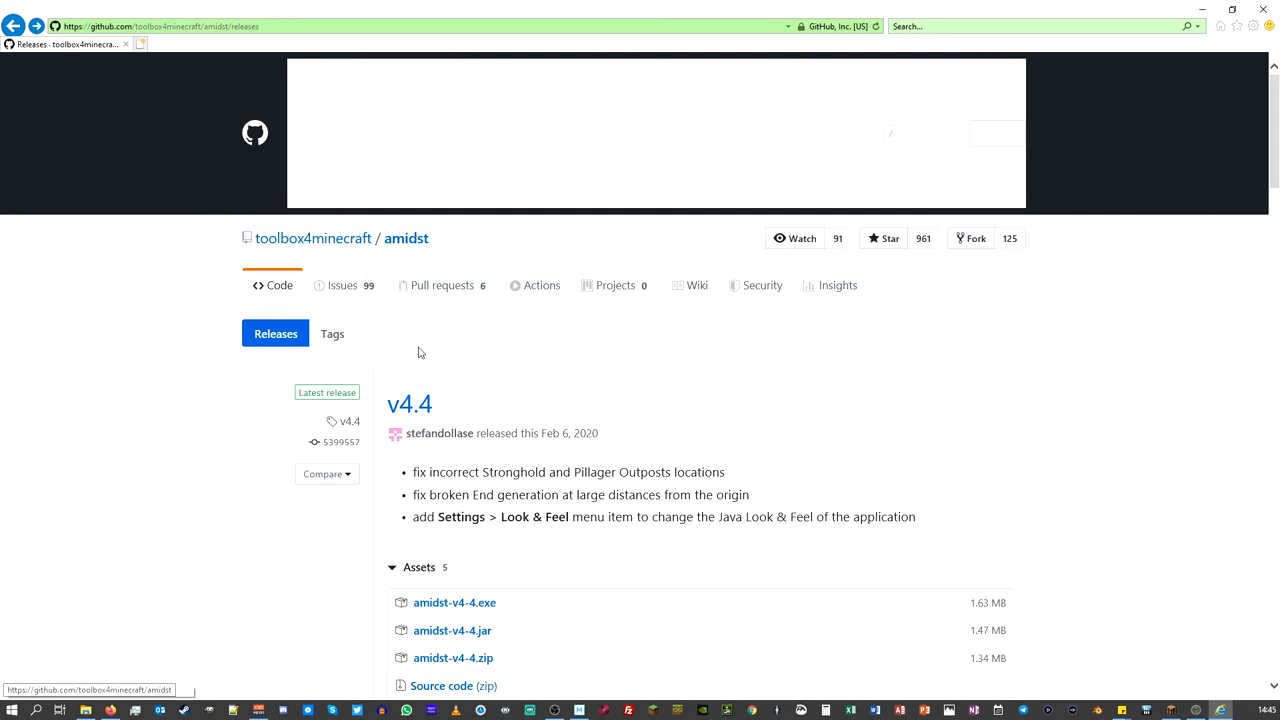 https://github.com/toolbox4minecraft/amidst/releases
GitHub, Inc. [US]
Search...
Releases · toolbox4minecra...
/
toolbox4minecraft / amidst
Watch 91 Star 961 Fork 125
Code Issues 99 Pull requests 6 Actions Projects 0 Wiki Security Insights
Releases Tags
Latest release
v4.4
5399557
Compare
v4.4
stefandollase released this Feb 6, 2020
• fix incorrect Stronghold and Pillager Outposts locations
• fix broken End generation at large distances from the origin
• add Settings > Look & Feel menu item to change the Java Look & Feel of the application
Assets 5
amidst-v4-4.exe 1.63 MB
amidst-v4-4.jar 1.47 MB
amidst-v4-4.zip 1.34 MB
Source code (zip)
https://github.com/toolbox4minecraft/amidst
14:45